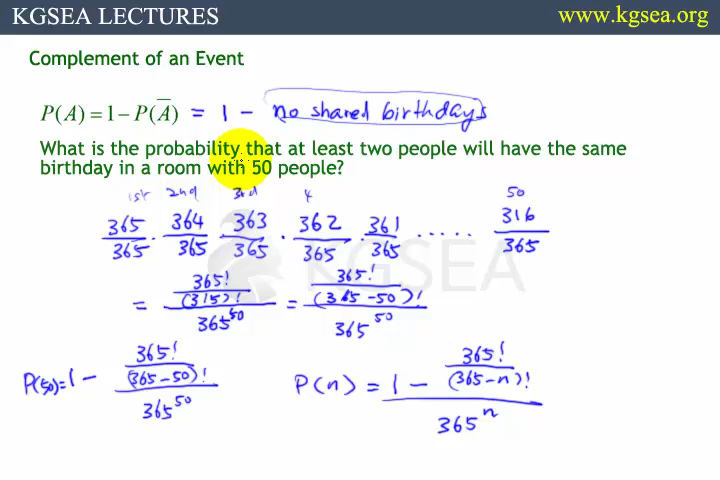 KGSEA LECTURES www.kgsea.org
Complement of an Event
P(A) = 1 − P(A̅) = 1 − no shared birthdays
What is the probability that at least two people will have the same
birthday in a room with 50 people?
1st 2nd 3rd 4 50
365/365 · 364/365 · 363/365 · 362/365 · 361/365 ..... 316/365
KGSEA
= (365!/(315)!)/365^50 = (365!/(365-50)!)/365^50
P(50) = 1 − (365!/(365-50)!)/365^50 P(n) = (1 − 365!/(365-n)!)/365^n